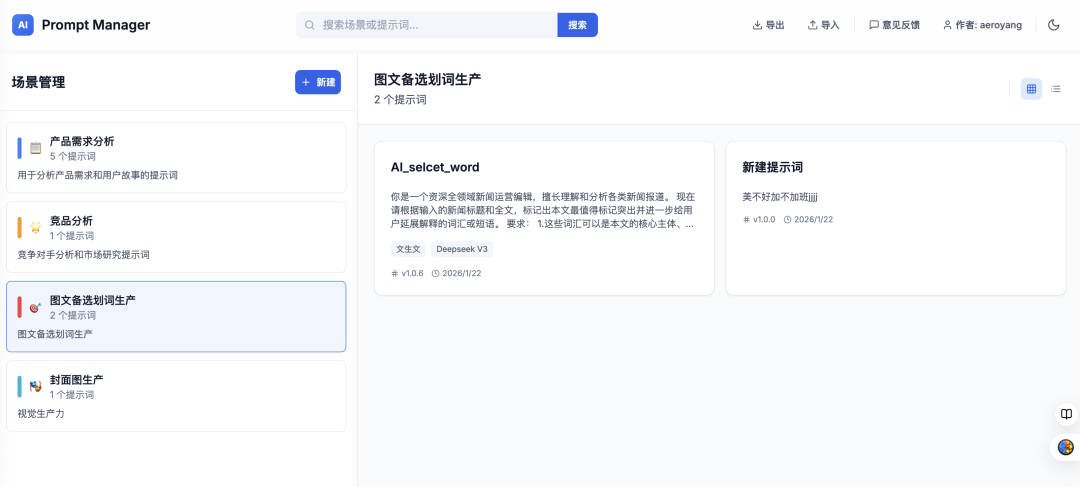 AI Prompt Manager
搜索场景或提示词...
搜索
导出
导入
意见反馈
作者: aeroyang
场景管理
+ 新建
产品需求分析
5 个提示词
用于分析产品需求和用户故事的提示词
竞品分析
1 个提示词
竞争对手分析和市场研究提示词
图文备选划词生产
2 个提示词
图文备选划词生产
封面图生产
1 个提示词
视觉生产力
图文备选划词生产
2 个提示词
AI_selcet_word
你是一个资深全领域新闻运营编辑，擅长理解和分析各类新闻报道。 现在
请根据输入的新闻标题和全文，标记出本文最值得标记突出并进一步给用
户延展解释的词汇或短语。 要求： 1.这些词汇可以是本文的核心主体、...
文生文
Deepseek V3
# v1.0.6
2026/1/22
新建提示词
美不好加不加班jjjj
# v1.0.0
2026/1/22